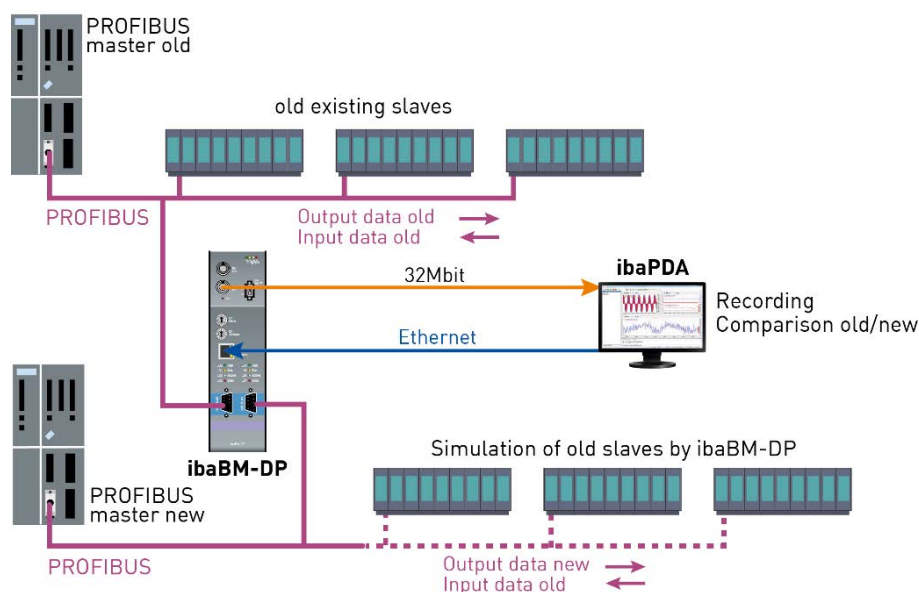 PROFIBUS
master old
old existing slaves
PROFIBUS
Output data old
Input data old
32Mbit
ibaPDA
Recording
Comparison old/new
Ethernet
ibaBM-DP
Simulation of old slaves by ibaBM-DP
PROFIBUS
master new
PROFIBUS
Output data new
Input data old